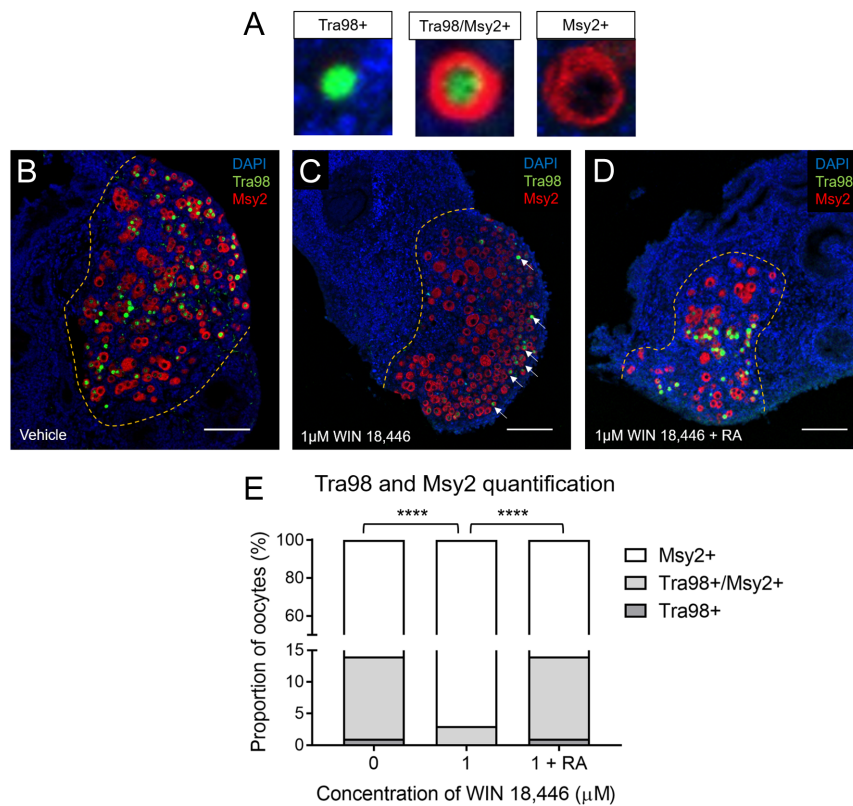 A
Tra98+
Tra98/Msy2+
Msy2+
B
DAPI
Tra98
Msy2
Vehicle
C
DAPI
Tra98
Msy2
1μM WIN 18,446
D
DAPI
Tra98
Msy2
1μM WIN 18,446 + RA
E
Tra98 and Msy2 quantification
****
****
Proportion of oocytes (%)
100
80
60
15
10
5
0
0
1
1 + RA
Concentration of WIN 18,446 (μM)
Msy2+
Tra98+/Msy2+
Tra98+